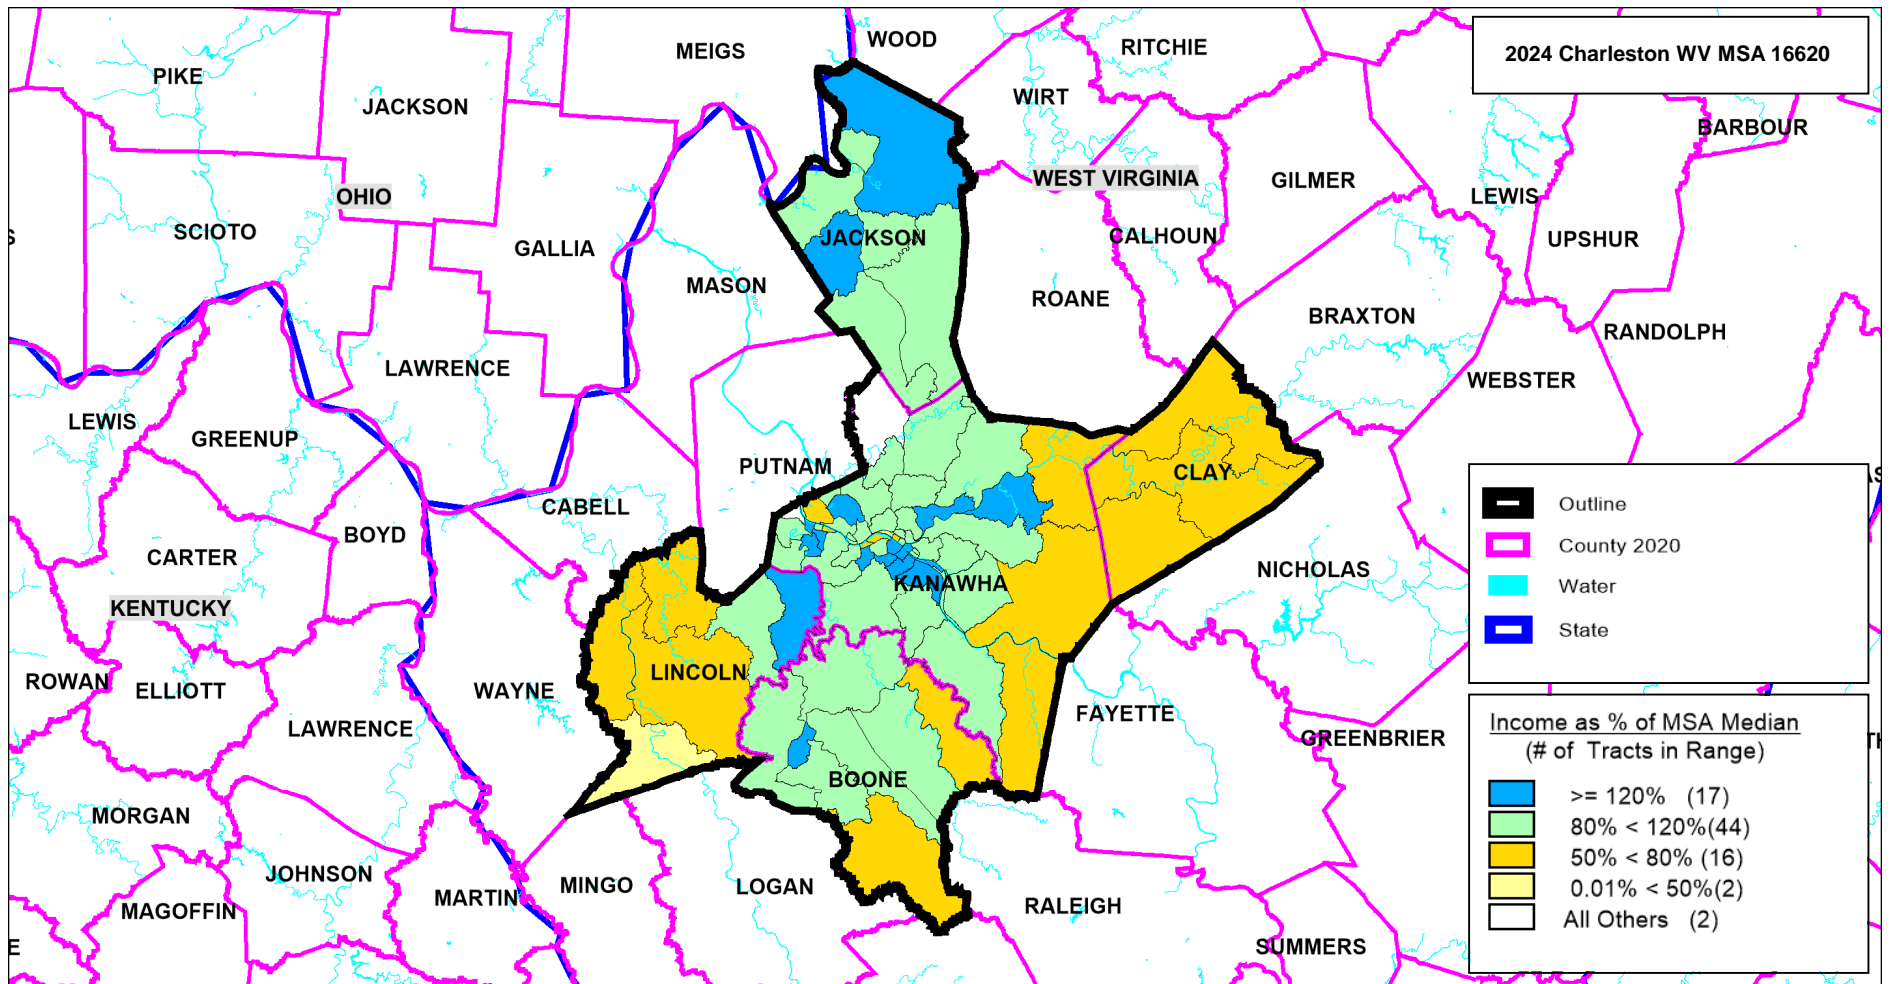 2024 Charleston WV MSA 16620
WOOD
RITCHIE
MEIGS
PIKE
JACKSON
WIRT
BARBOUR
WEST VIRGINIA
GILMER
OHIO
LEWIS
SCIOTO
GALLIA
JACKSON
CALHOUN
UPSHUR
MASON
ROANE
BRAXTON
RANDOLPH
LAWRENCE
WEBSTER
LEWIS
GREENUP
PUTNAM
CLAY
CABELL
BOYD
CARTER
KANAWHA
NICHOLAS
KENTUCKY
LINCOLN
ROWAN
ELLIOTT
WAYNE
FAYETTE
LAWRENCE
GREENBRIER
BOONE
MORGAN
JOHNSON
MINGO
LOGAN
MARTIN
MAGOFFIN
RALEIGH
SUMMERS
Outline
County 2020
Water
State
Income as % of MSA Median
(# of Tracts in Range)
>= 120% (17)
80% < 120%(44)
50% < 80% (16)
0.01% < 50%(2)
All Others (2)